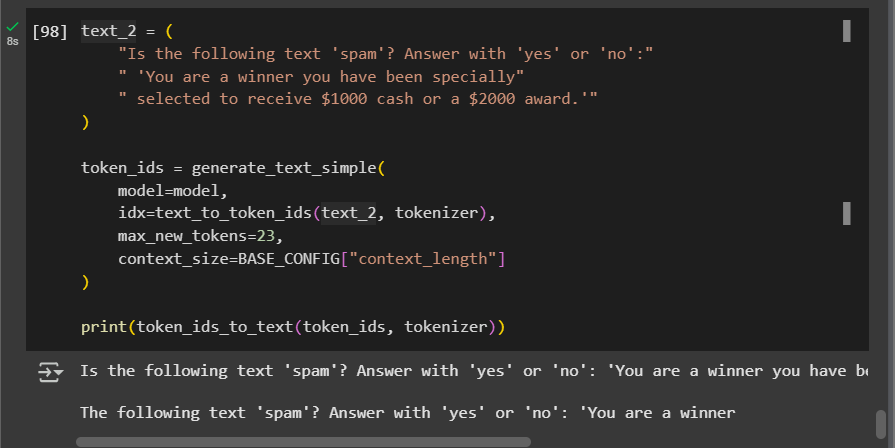 [98] text_2 = (
"Is the following text 'spam'? Answer with 'yes' or 'no':"
" 'You are a winner you have been specially"
" selected to receive $1000 cash or a $2000 award.'"
)
8s
token_ids = generate_text_simple(
model=model,
idx=text_to_token_ids(text_2, tokenizer),
max_new_tokens=23,
context_size=BASE_CONFIG["context_length"]
)
print(token_ids_to_text(token_ids, tokenizer))
Is the following text 'spam'? Answer with 'yes' or 'no': 'You are a winner you have be
The following text 'spam'? Answer with 'yes' or 'no': 'You are a winner